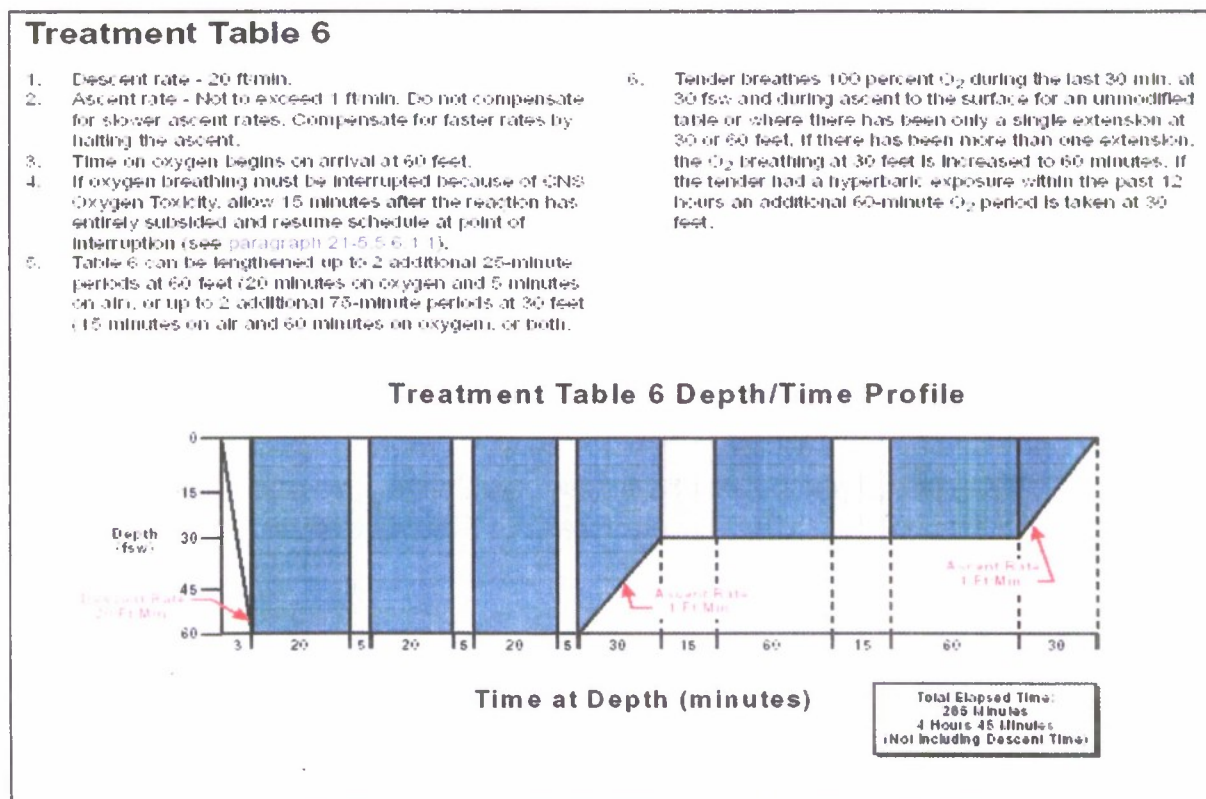 Treatment Table 6
1. Descent rate - 20 ft/min.
2. Ascent rate - Not to exceed 1 ft/min. Do not compensate
for slower ascent rates. Compensate for faster rates by
halting the ascent.
3. Time on oxygen begins on arrival at 60 feet.
4. If oxygen breathing must be interrupted because of CNS
Oxygen Toxicity, allow 15 minutes after the reaction has
entirely subsided and resume schedule at point of
interruption (see paragraph 21-5.5.6.1.1).
5. Table 6 can be lengthened up to 2 additional 25-minute
periods at 60 feet (20 minutes on oxygen and 5 minutes
on air), or up to 2 additional 75-minute periods at 30 feet
(15 minutes on air and 60 minutes on oxygen), or both.
6. Tender breathes 100 percent O₂ during the last 30 min. at
30 fsw and during ascent to the surface for an unmodified
table or where there has been only a single extension at
30 or 60 feet. If there has been more than one extension,
the O₂ breathing at 30 feet is increased to 60 minutes. If
the tender had a hyperbaric exposure within the past 12
hours an additional 60-minute O₂ period is taken at 30
feet.
Treatment Table 6 Depth/Time Profile
0
15
30
45
60
Depth
(fsw)
Descent Rate
20 Ft/Min.
Ascent Rate
1 Ft/Min.
Ascent Rate
1 Ft/Min.
3 20 5 20 5 20 5 30 15 60 15 60 30
Time at Depth (minutes)
Total Elapsed Time:
285 Minutes
4 Hours 45 Minutes
(Not Including Descent Time)